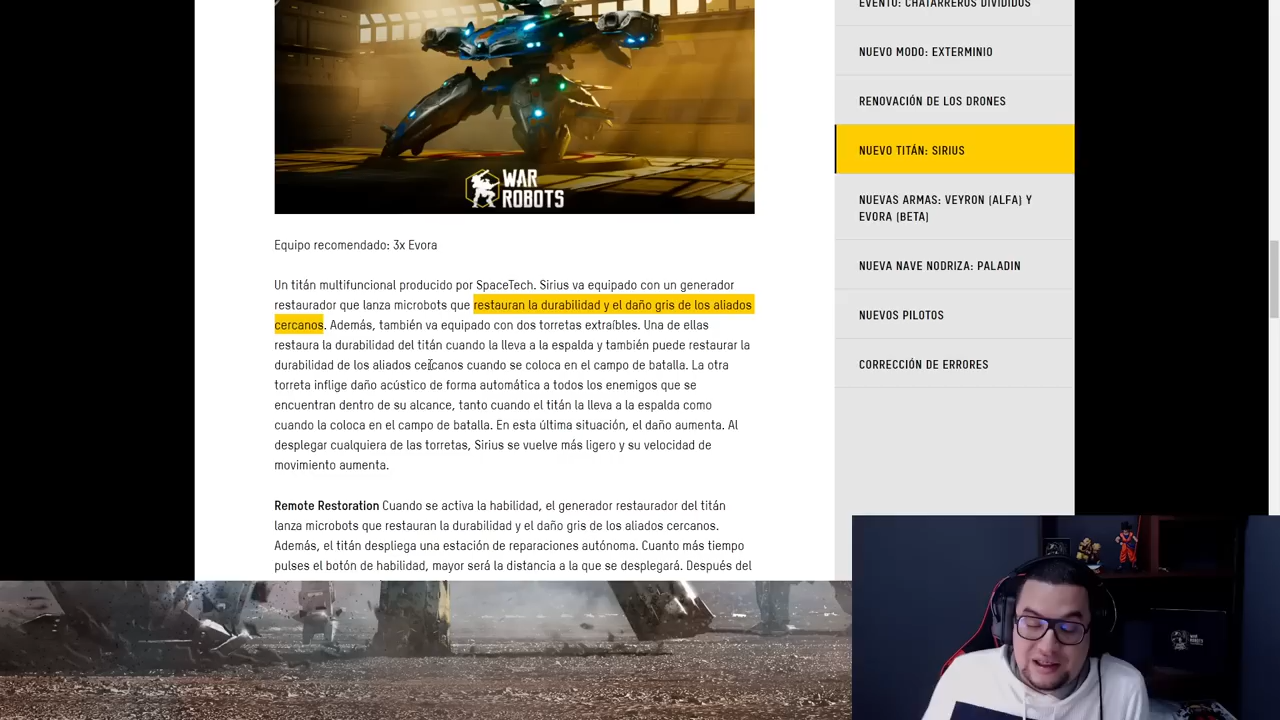 EVENTO: CHATARREROS DIVIDIDOS
NUEVO MODO: EXTERMINIO
RENOVACIÓN DE LOS DRONES
NUEVO TITÁN: SIRIUS
NUEVAS ARMAS: VEYRON (ALFA) Y
EVORA (BETA)
NUEVA NAVE NODRIZA: PALADIN
NUEVOS PILOTOS
CORRECCIÓN DE ERRORES
WAR
ROBOTS
Equipo recomendado: 3x Evora
Un titán multifuncional producido por SpaceTech. Sirius va equipado con un generador
restaurador que lanza microbots que restauran la durabilidad y el daño gris de los aliados
cercanos. Además, también va equipado con dos torretas extraíbles. Una de ellas
restaura la durabilidad del titán cuando la lleva a la espalda y también puede restaurar la
durabilidad de los aliados cercanos cuando se coloca en el campo de batalla. La otra
torreta inflige daño acústico de forma automática a todos los enemigos que se
encuentran dentro de su alcance, tanto cuando el titán la lleva a la espalda como
cuando la coloca en el campo de batalla. En esta última situación, el daño aumenta. Al
desplegar cualquiera de las torretas, Sirius se vuelve más ligero y su velocidad de
movimiento aumenta.
Remote Restoration Cuando se activa la habilidad, el generador restaurador del titán
lanza microbots que restauran la durabilidad y el daño gris de los aliados cercanos.
Además, el titán despliega una estación de reparaciones autónoma. Cuanto más tiempo
pulses el botón de habilidad, mayor será la distancia a la que se desplegará. Después del
WAR
ROBOTS